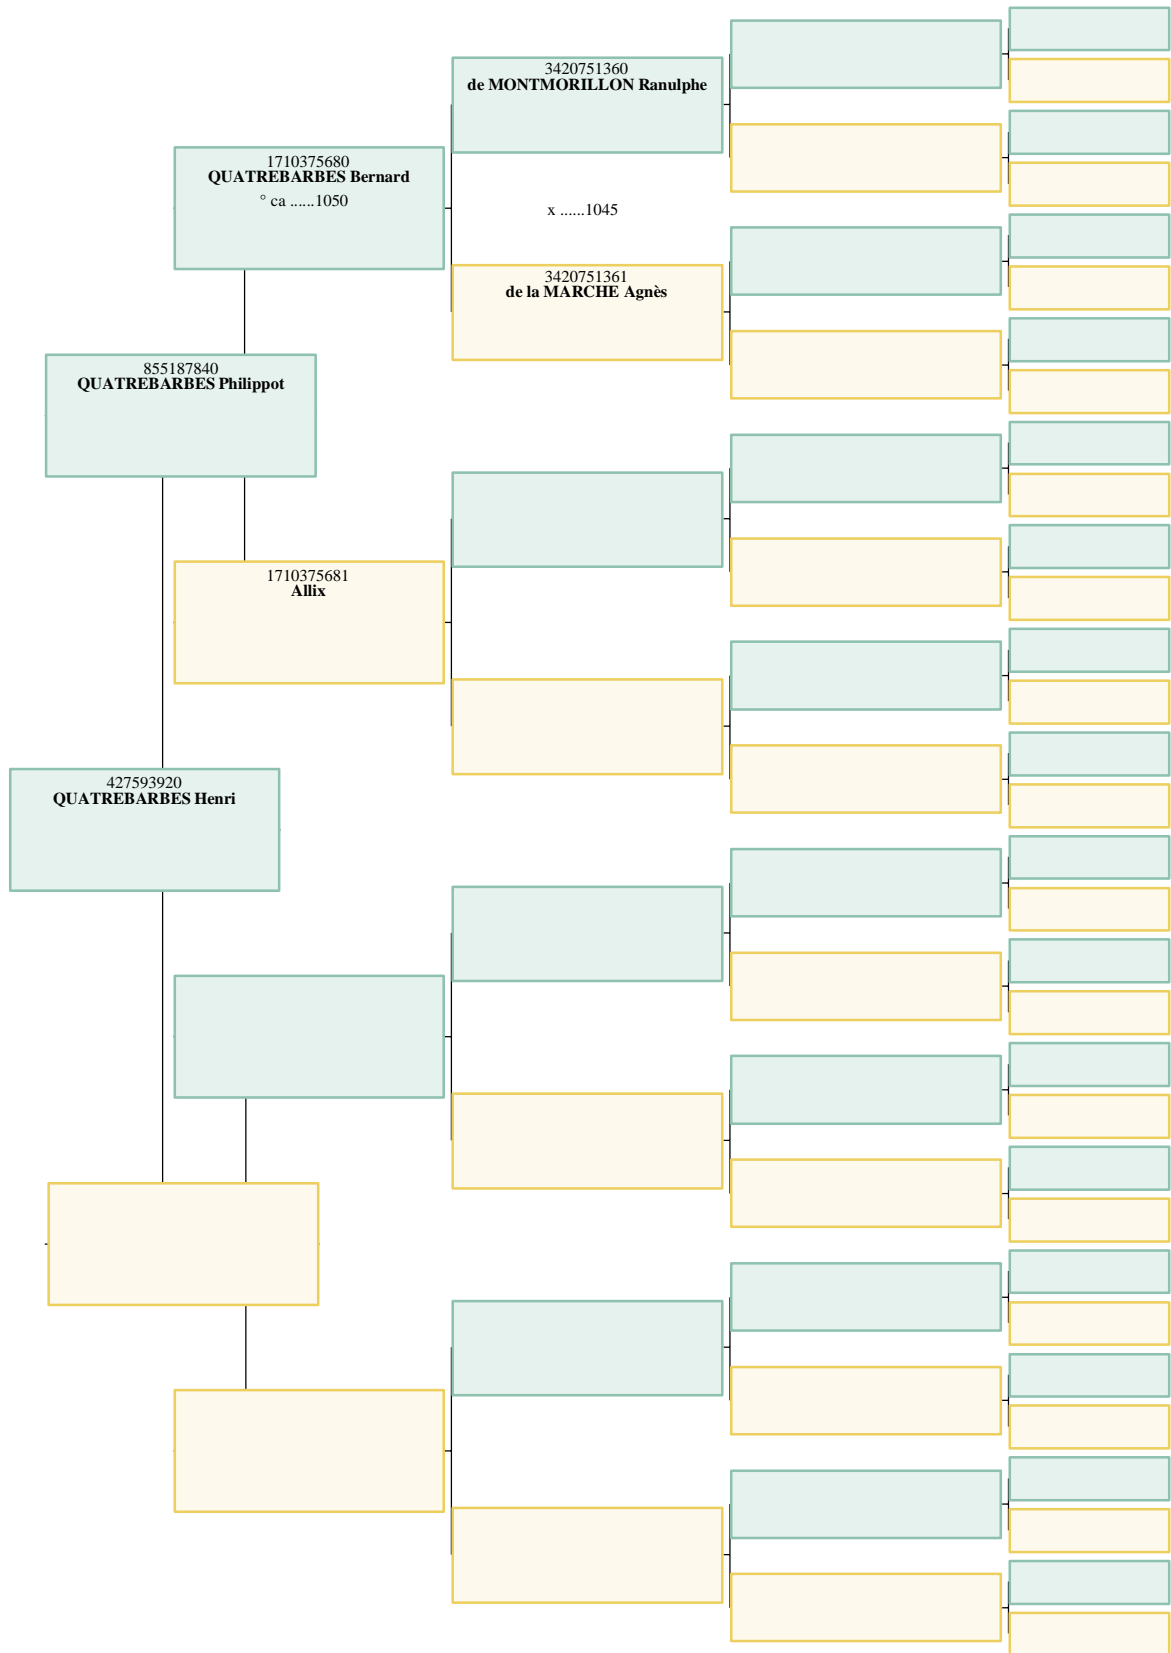 3420751360
de MONTMORILLON Ranulphe
1710375680
QUATREBARBES Bernard
° ca ......1050
x ......1045
3420751361
de la MARCHE Agnès
855187840
QUATREBARBES Philippot
1710375681
Allix
427593920
QUATREBARBES Henri